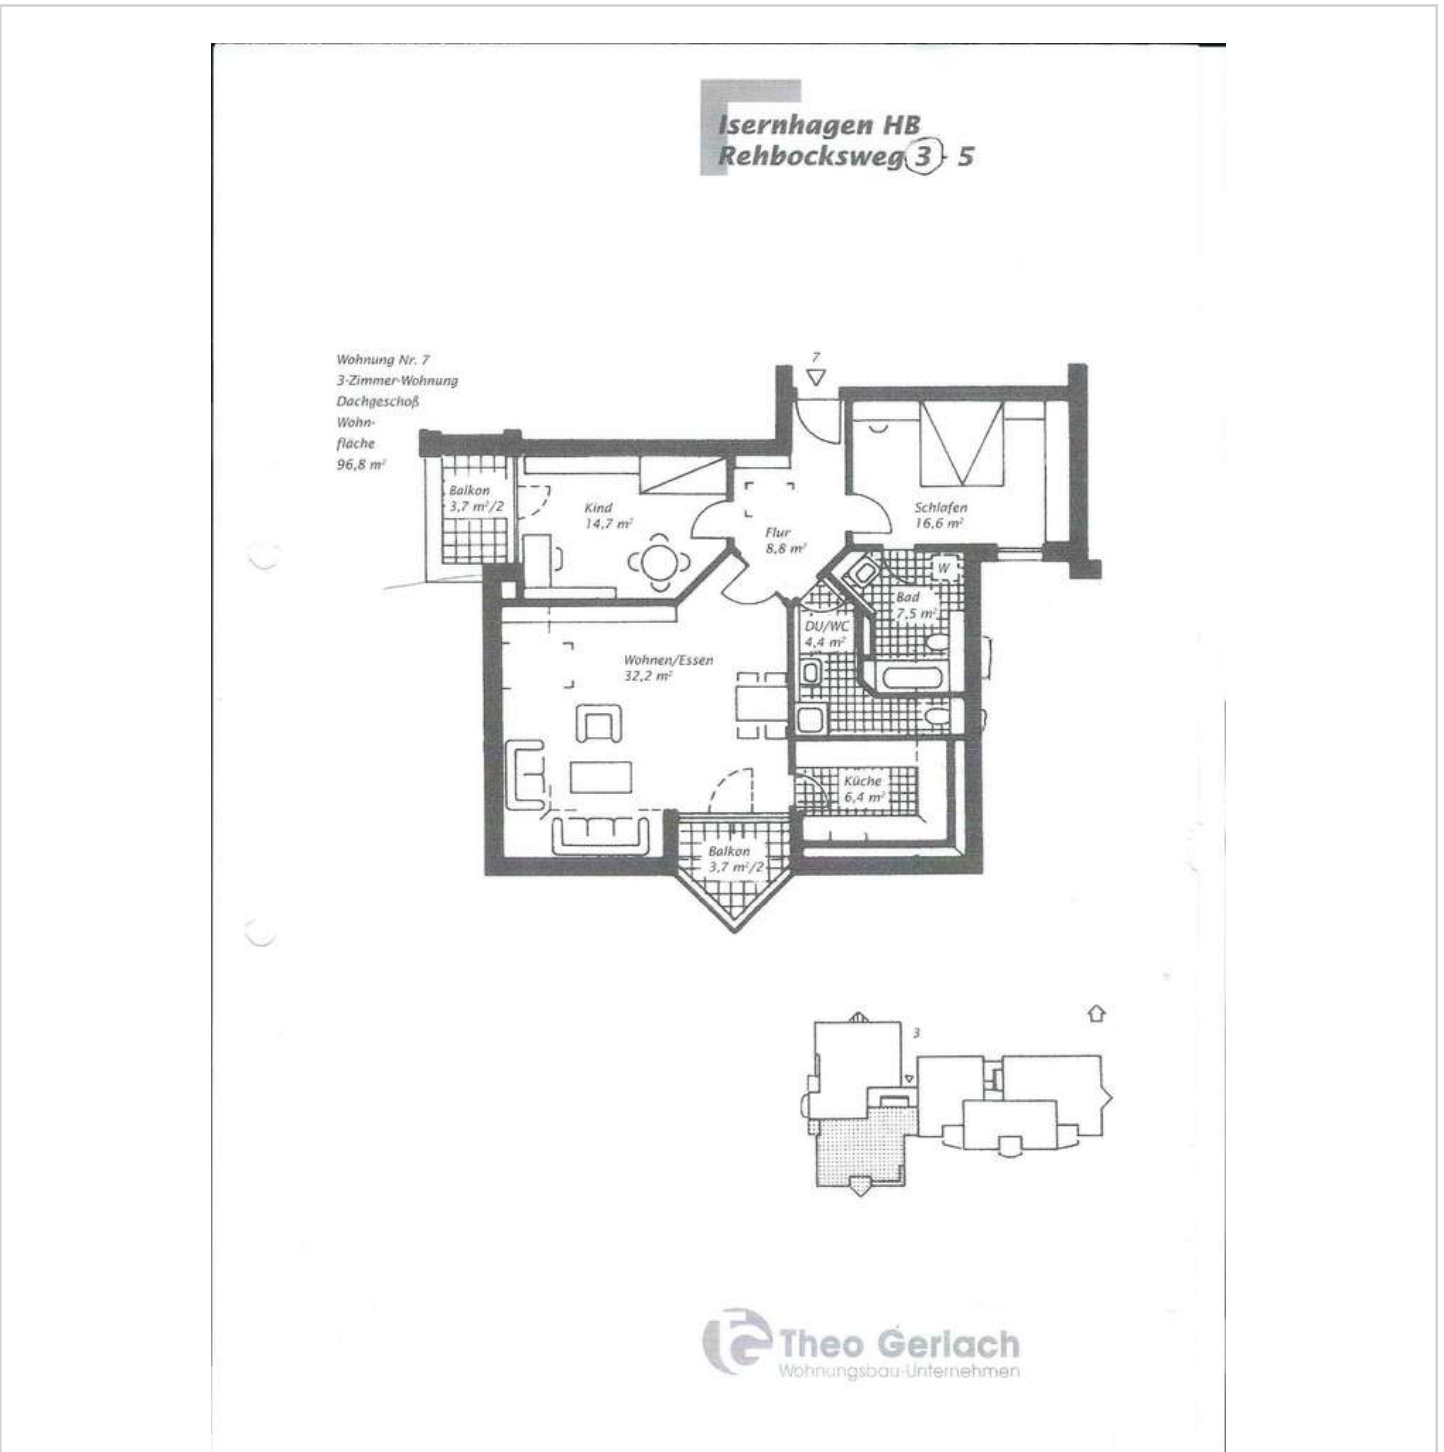 Isernhagen HB
Rehbocksweg 3 - 5
Wohnung Nr. 7
3-Zimmer-Wohnung
Dachgeschoß
Wohn-
fläche
96,8 m²
7
Balkon
3,7 m²/2
Kind
14,7 m²
Flur
8,8 m²
Schlafen
16,6 m²
W
Bad
7,5 m²
DU/WC
4,4 m²
Wohnen/Essen
32,2 m²
Küche
6,4 m²
Balkon
3,7 m²/2
3
Theo Gerlach
Wohnungsbau-Unternehmen